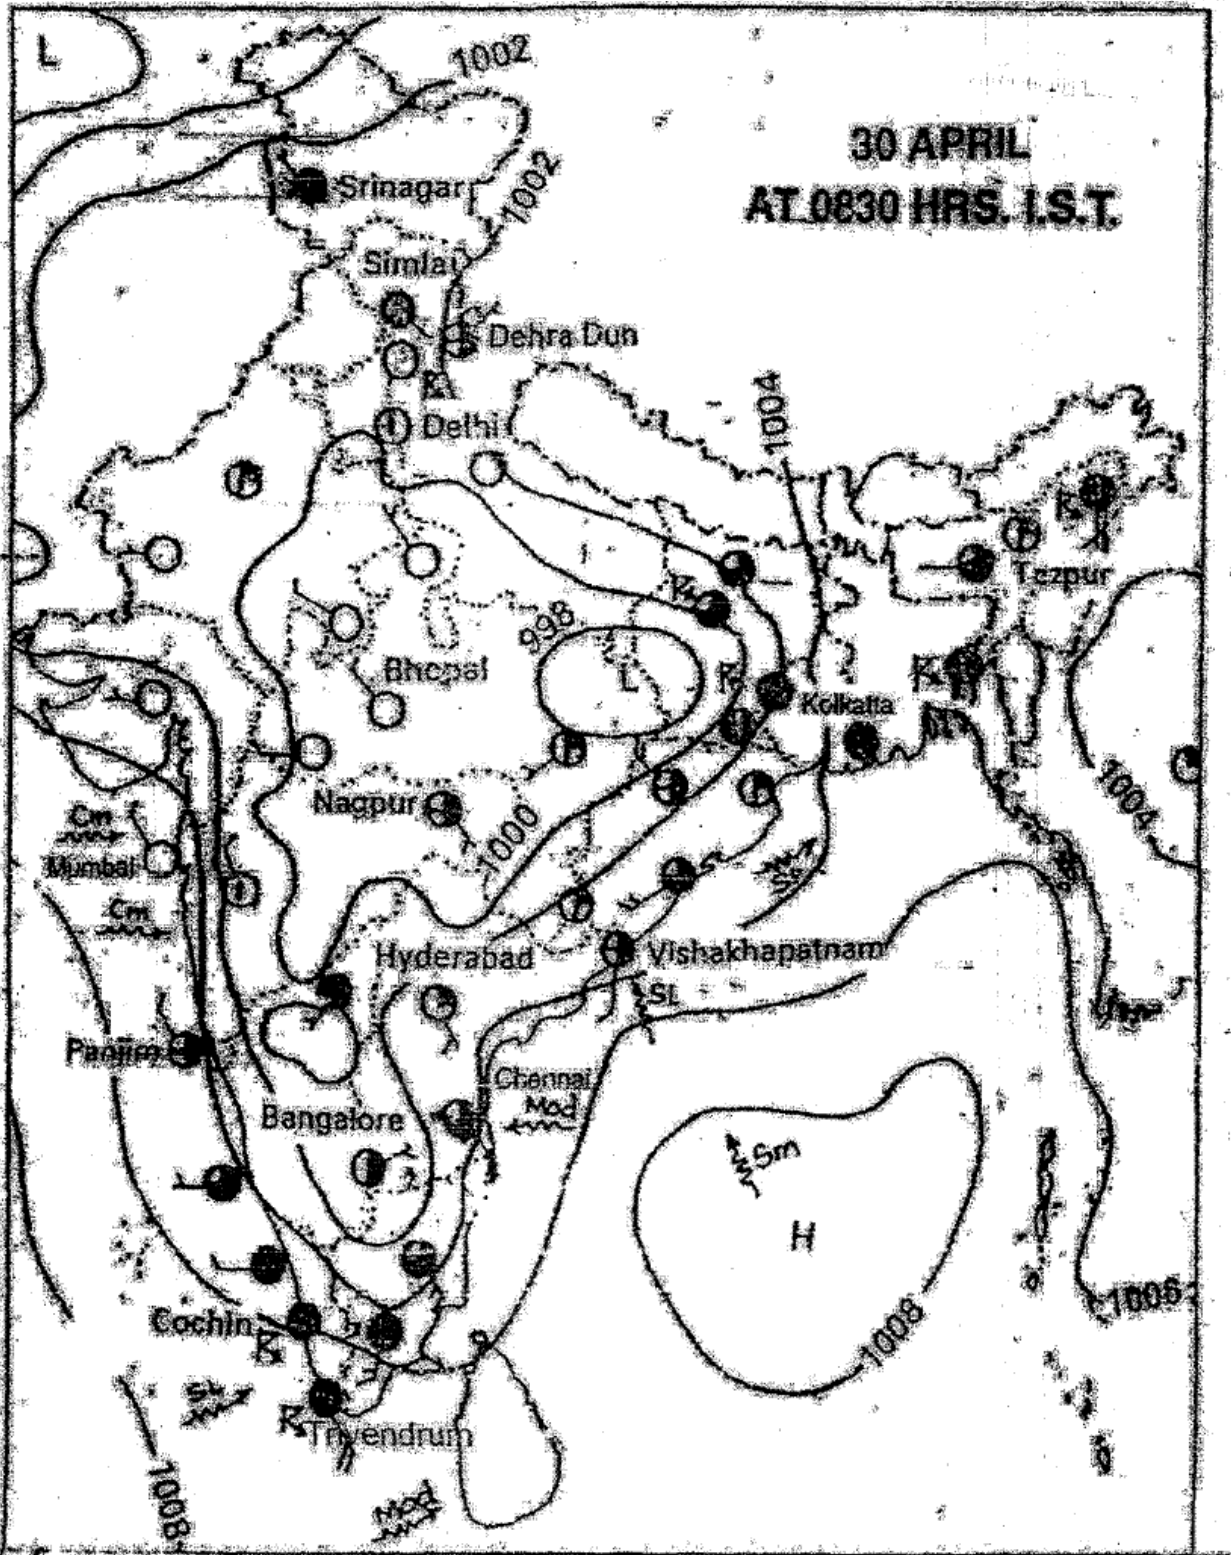 L
1002
30 APRIL
AT 0830 HRS. I.S.T.
Srinagar
1002
Simla
Dehra Dun
1004
Delhi
Tezpur
998
L
Bhopal
Kolkatta
Nagpur
1000
1004
Cm
Mumbai
Cm
Hyderabad
Vishakhapatnam
SL
Panjim
Chennai
Mod
Bangalore
Sm
H
1006
1008
Cochin
SL
Trivendrum
1008
Mod